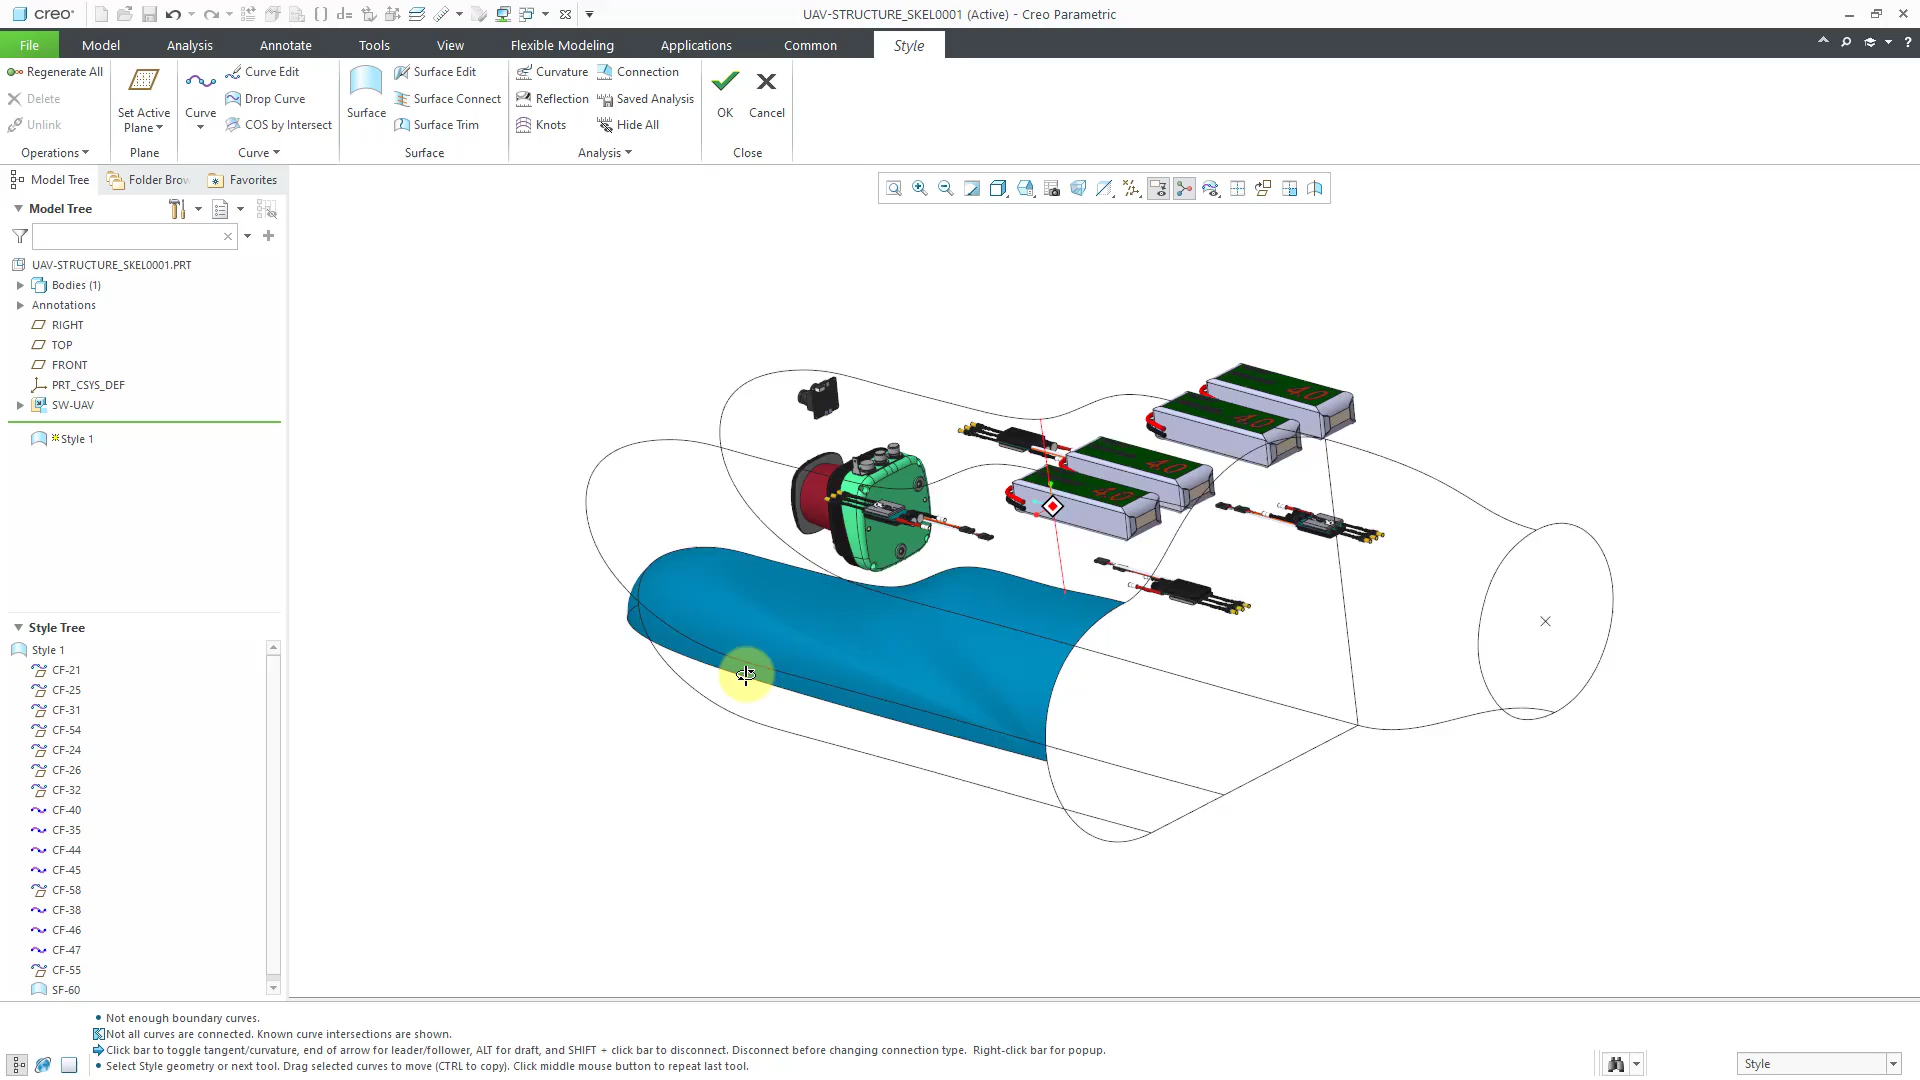 creo
UAV-STRUCTURE_SKEL0001 (Active) - Creo Parametric
File
Model
Analysis
Annotate
Tools
View
Flexible Modeling
Applications
Common
Style
Regenerate All
Delete
Unlink
Operations
Set Active
Plane
Plane
Curve
Curve Edit
Drop Curve
COS by Intersect
Curve
Surface
Surface Edit
Surface Connect
Surface Trim
Surface
Curvature
Reflection
Knots
Connection
Saved Analysis
Hide All
Analysis
OK
Cancel
Close
Model Tree
Folder Brow
Favorites
Model Tree
UAV-STRUCTURE_SKEL0001.PRT
Bodies (1)
Annotations
RIGHT
TOP
FRONT
PRT_CSYS_DEF
SW-UAV
Style 1
Style Tree
Style 1
CF-21
CF-25
CF-31
CF-54
CF-24
CF-26
CF-32
CF-40
CF-35
CF-44
CF-45
CF-58
CF-38
CF-46
CF-47
CF-55
SF-60
4.0
4.0
4.0
4.0
Not enough boundary curves.
Not all curves are connected. Known curve intersections are shown.
Click bar to toggle tangent/curvature, end of arrow for leader/follower, ALT for draft, and SHIFT + click bar to disconnect. Disconnect before changing connection type. Right-click bar for popup.
Select Style geometry or next tool. Drag selected curves to move (CTRL to copy). Click middle mouse button to repeat last tool.
Style